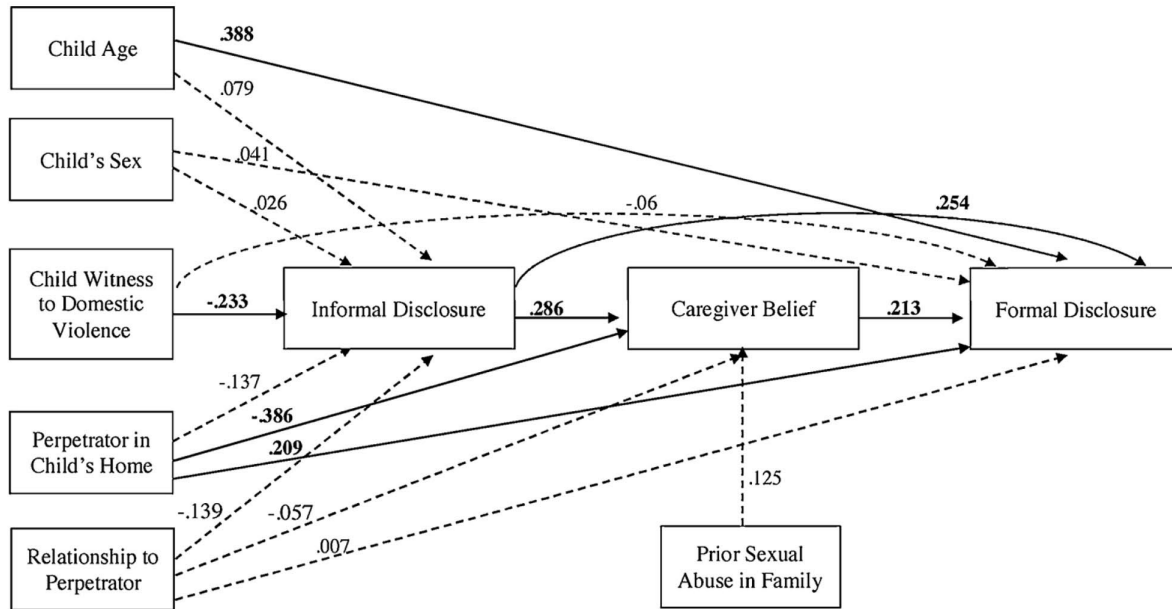 Child Age
.388
.079
Child's Sex
.041
.026
-.06
.254
Child Witness
to Domestic
Violence
-.233
Informal Disclosure
.286
Caregiver Belief
.213
Formal Disclosure
-.137
-.386
Perpetrator in
Child's Home
.209
-.139
-.057
.125
Relationship to
Perpetrator
.007
Prior Sexual
Abuse in Family